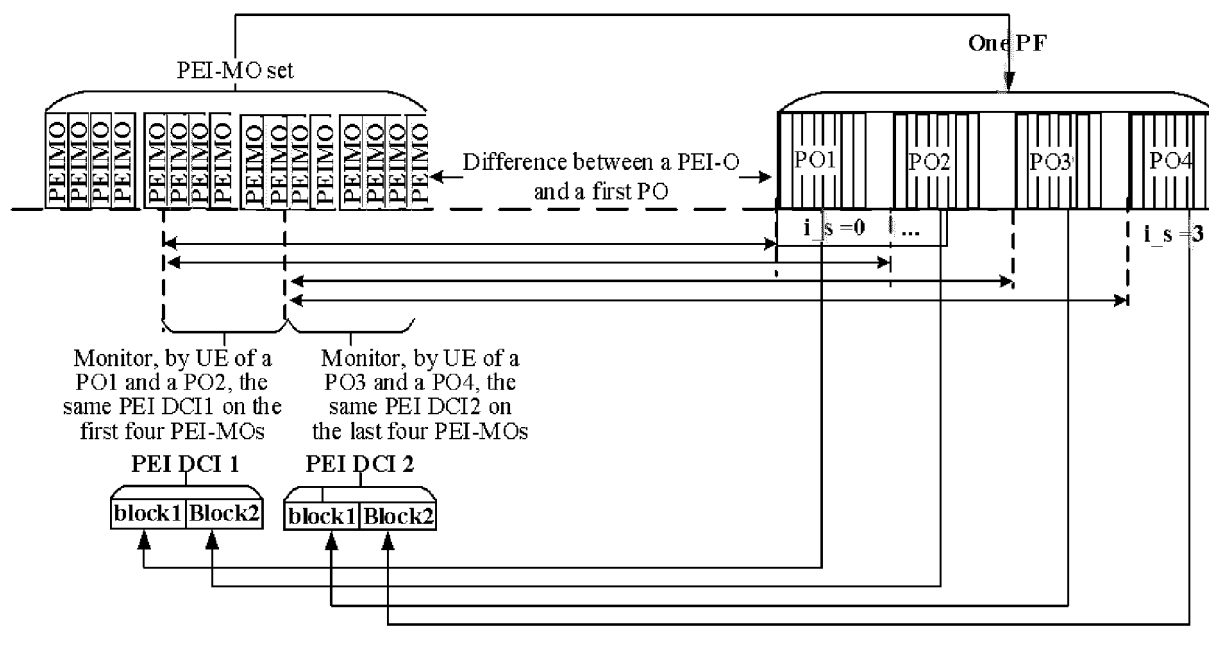 One PF
PEI-MO set
PEIMO PEIMO PEIMO PEIMO PEIMO PEIMO PEIMO PEIMO PEIMO PEIMO PEIMO PEIMO PEIMO PEIMO PEIMO PEIMO
Difference between a PEI-O
and a first PO
PO1 PO2 PO3 PO4
i_s =0 ... i_s =3
Monitor, by UE of a
PO1 and a PO2, the
same PEI DCI1 on the
first four PEI-MOs
Monitor, by UE of a
PO3 and a PO4, the
same PEI DCI2 on
the last four PEI-MOs
PEI DCI 1
PEI DCI 2
block1 Block2
block1 Block2